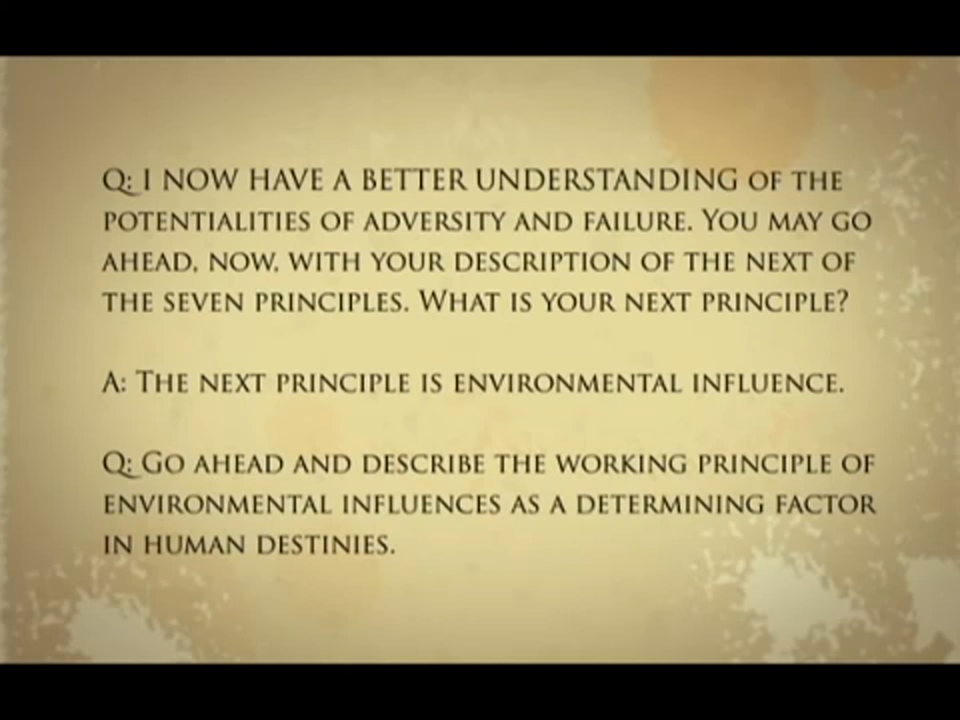 Q: I NOW HAVE A BETTER UNDERSTANDING OF THE
POTENTIALITIES OF ADVERSITY AND FAILURE. YOU MAY GO
AHEAD, NOW, WITH YOUR DESCRIPTION OF THE NEXT OF
THE SEVEN PRINCIPLES. WHAT IS YOUR NEXT PRINCIPLE?
A: THE NEXT PRINCIPLE IS ENVIRONMENTAL INFLUENCE.
Q: GO AHEAD AND DESCRIBE THE WORKING PRINCIPLE OF
ENVIRONMENTAL INFLUENCES AS A DETERMINING FACTOR
IN HUMAN DESTINIES.